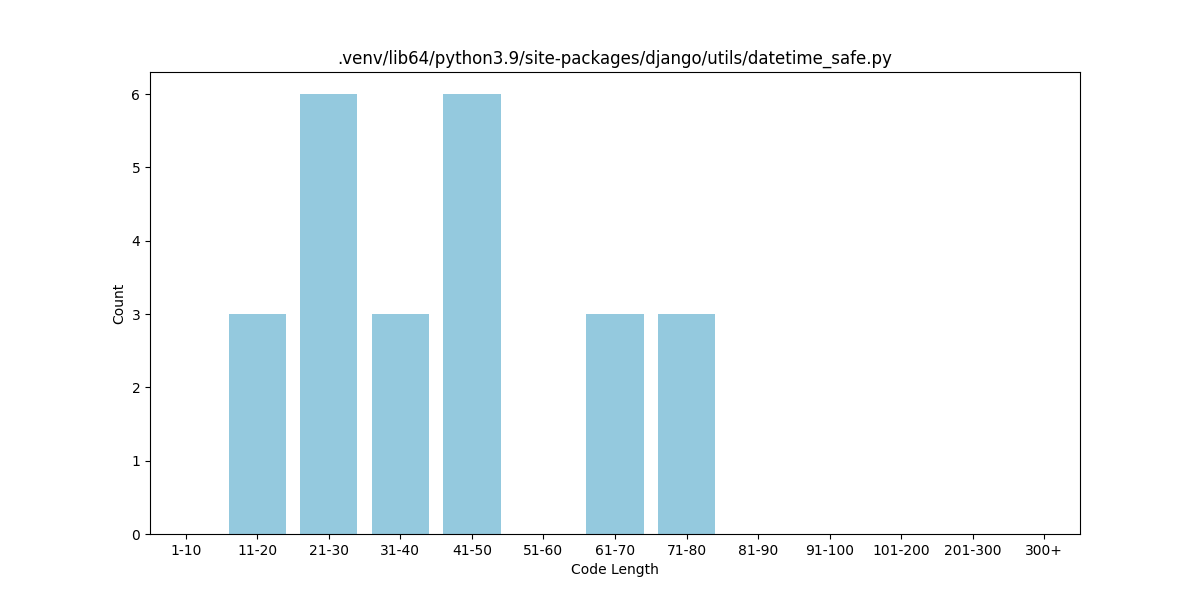 .venv/lib64/python3.9/site-packages/django/utils/datetime_safe.py
6
5
4
3
2
1
0
Count
1-10 11-20 21-30 31-40 41-50 51-60 61-70 71-80 81-90 91-100 101-200 201-300 300+
Code Length